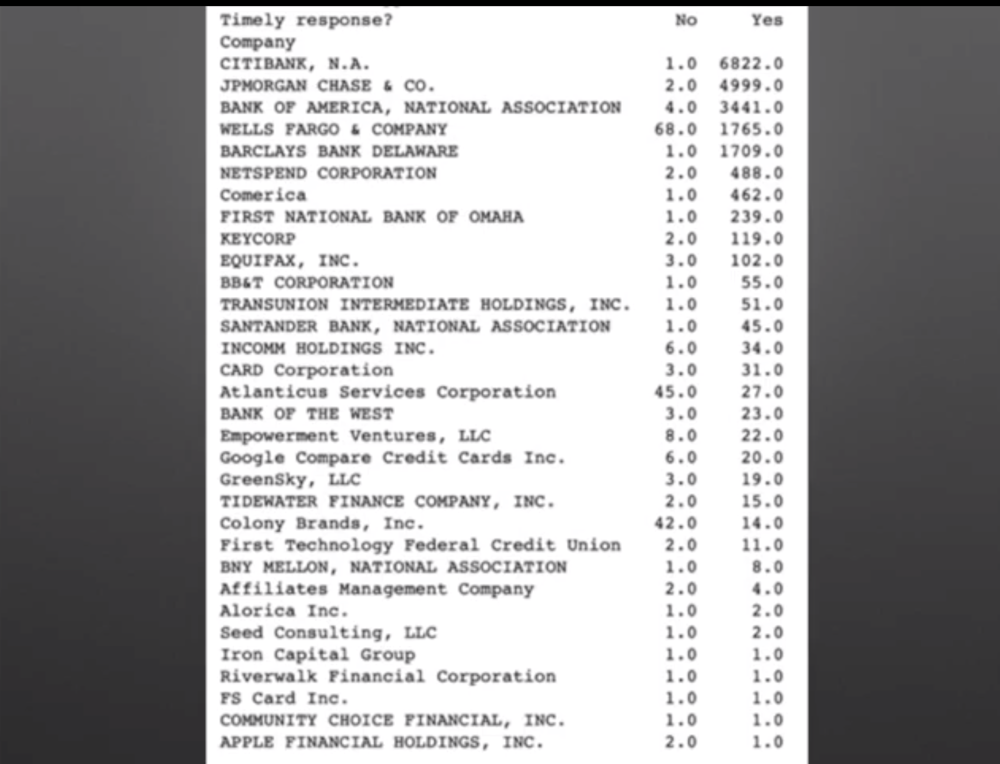 Timely response? No Yes
Company
CITIBANK, N.A. 1.0 6822.0
JPMORGAN CHASE & CO. 2.0 4999.0
BANK OF AMERICA, NATIONAL ASSOCIATION 4.0 3441.0
WELLS FARGO & COMPANY 68.0 1765.0
BARCLAYS BANK DELAWARE 1.0 1709.0
NETSPEND CORPORATION 2.0 488.0
Comerica 1.0 462.0
FIRST NATIONAL BANK OF OMAHA 1.0 239.0
KEYCORP 2.0 119.0
EQUIFAX, INC. 3.0 102.0
BB&T CORPORATION 1.0 55.0
TRANSUNION INTERMEDIATE HOLDINGS, INC. 1.0 51.0
SANTANDER BANK, NATIONAL ASSOCIATION 1.0 45.0
INCOMM HOLDINGS INC. 6.0 34.0
CARD Corporation 3.0 31.0
Atlanticus Services Corporation 45.0 27.0
BANK OF THE WEST 3.0 23.0
Empowerment Ventures, LLC 8.0 22.0
Google Compare Credit Cards Inc. 6.0 20.0
GreenSky, LLC 3.0 19.0
TIDEWATER FINANCE COMPANY, INC. 2.0 15.0
Colony Brands, Inc. 42.0 14.0
First Technology Federal Credit Union 2.0 11.0
BNY MELLON, NATIONAL ASSOCIATION 1.0 8.0
Affiliates Management Company 2.0 4.0
Alorica Inc. 1.0 2.0
Seed Consulting, LLC 1.0 2.0
Iron Capital Group 1.0 1.0
Riverwalk Financial Corporation 1.0 1.0
FS Card Inc. 1.0 1.0
COMMUNITY CHOICE FINANCIAL, INC. 1.0 1.0
APPLE FINANCIAL HOLDINGS, INC. 2.0 1.0